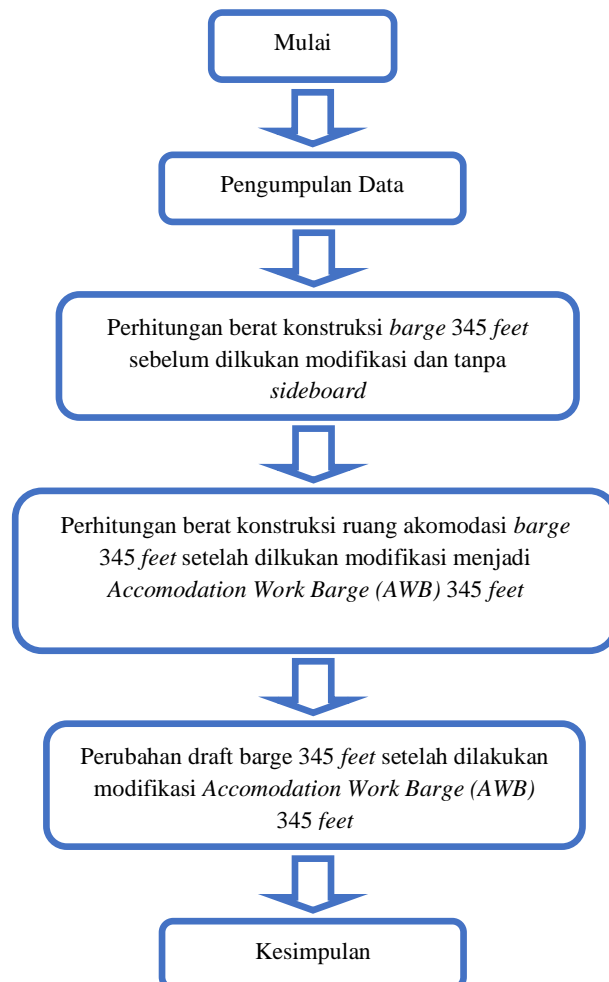 Mulai
Pengumpulan Data
Perhitungan berat konstruksi barge 345 feet
sebelum dilkukan modifikasi dan tanpa
sideboard
Perhitungan berat konstruksi ruang akomodasi barge
345 feet setelah dilkukan modifikasi menjadi
Accomodation Work Barge (AWB) 345 feet
Perubahan draft barge 345 feet setelah dilakukan
modifikasi Accomodation Work Barge (AWB)
345 feet
Kesimpulan